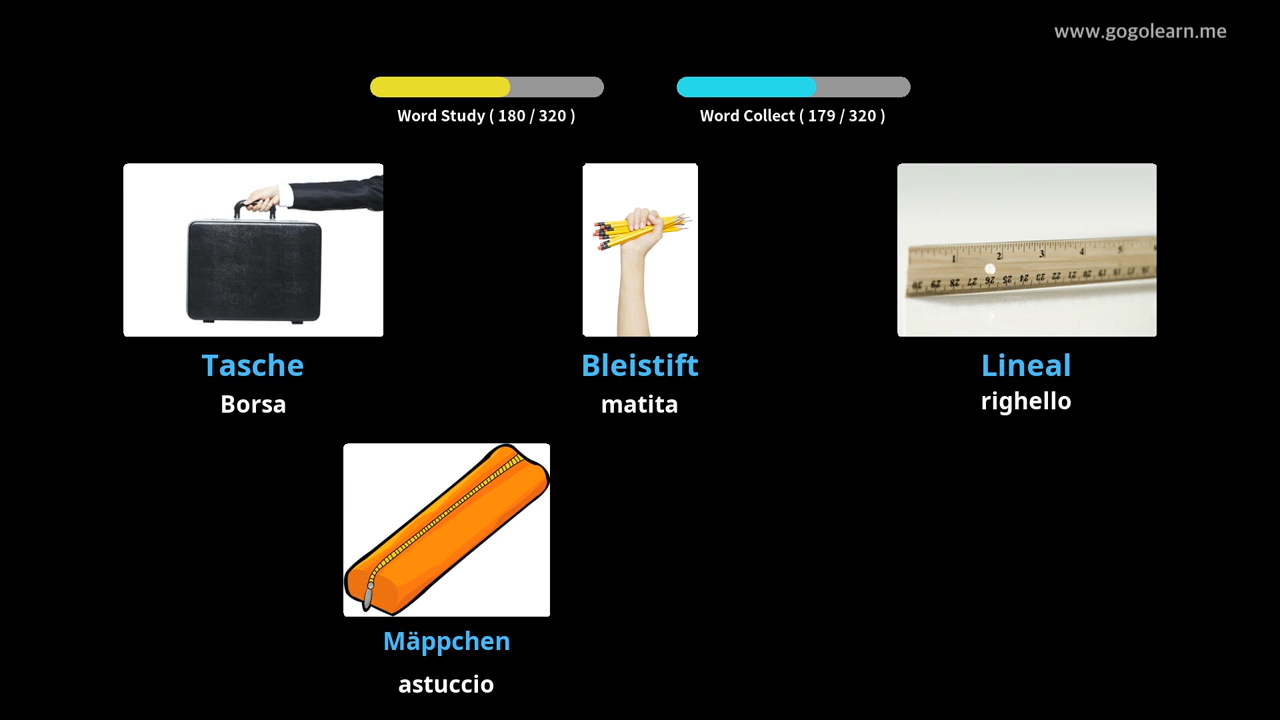 www.gogolearn.me
Word Study ( 180 / 320 )
Word Collect ( 179 / 320 )
Tasche
Borsa
Bleistift
matita
Lineal
righello
Mäppchen
astuccio